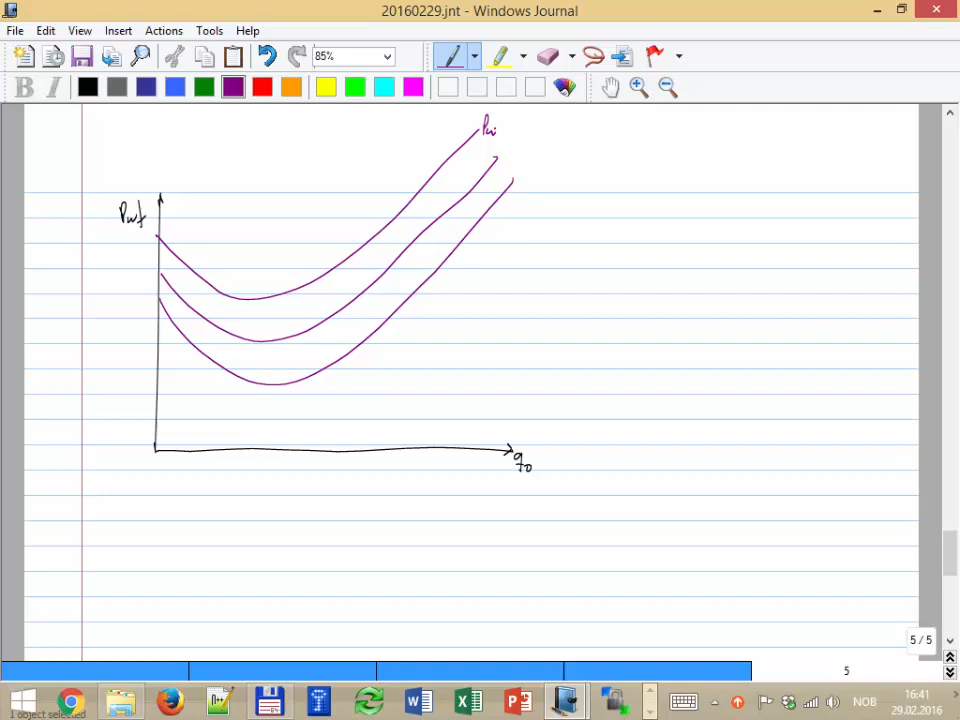 20160229.jnt - Windows Journal
File Edit View Insert Actions Tools Help
85%
B I
Pwf
qo
5 / 5
5
1 object selected
NOB
16:41
29.02.2016